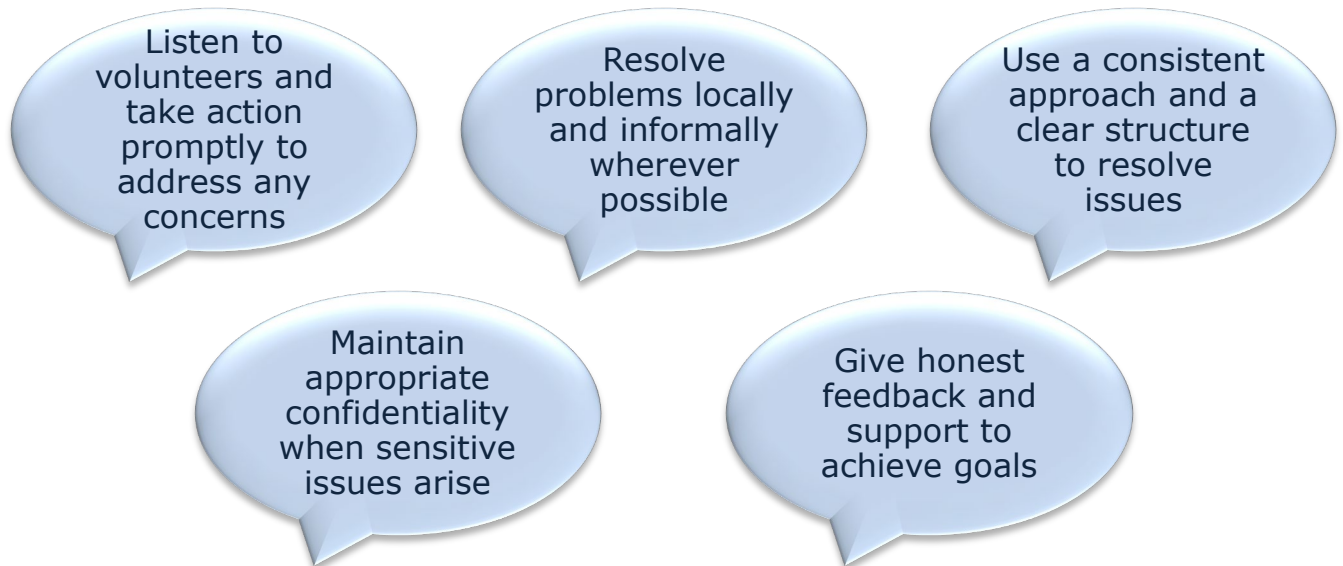 Listen to
volunteers and
take action
promptly to
address any
concerns
Resolve
problems locally
and informally
wherever
possible
Use a consistent
approach and a
clear structure
to resolve
issues
Maintain
appropriate
confidentiality
when sensitive
issues arise
Give honest
feedback and
support to
achieve goals